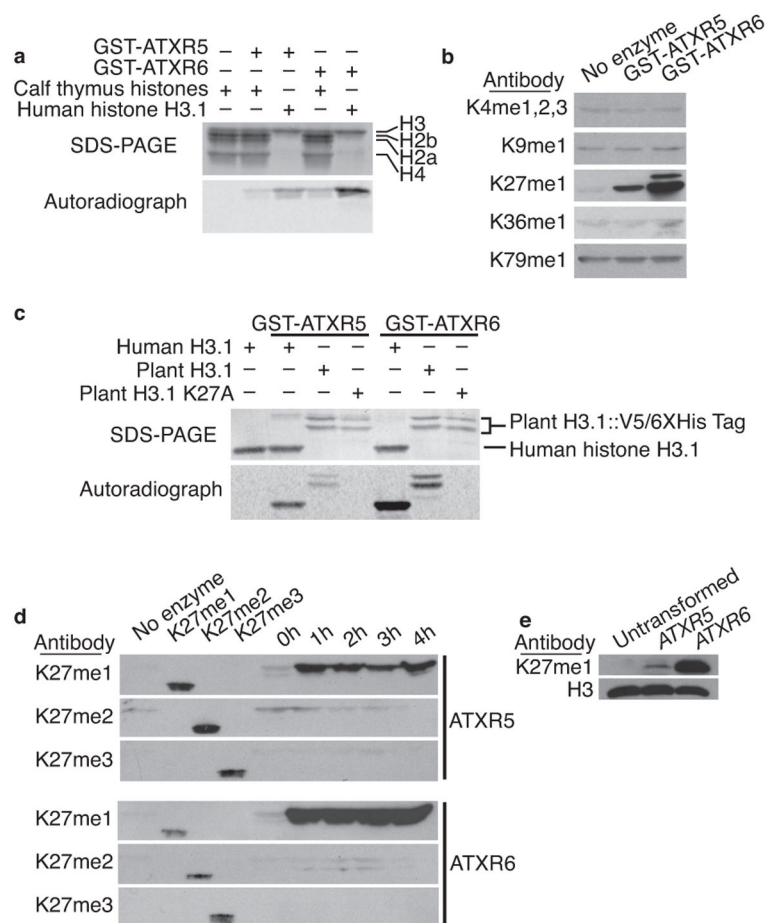 a
GST-ATXR5 – + + – –
GST-ATXR6 – – – + +
Calf thymus histones + + – + –
Human histone H3.1 – – + – +
SDS-PAGE
H3
H2b
H2a
H4
Autoradiograph
b
Antibody No enzyme GST-ATXR5 GST-ATXR6
K4me1,2,3
K9me1
K27me1
K36me1
K79me1
c
GST-ATXR5 GST-ATXR6
Human H3.1 + + – – + – –
Plant H3.1 – – + – – + –
Plant H3.1 K27A – – – + – – +
SDS-PAGE
Plant H3.1::V5/6XHis Tag
Human histone H3.1
Autoradiograph
d
Antibody No enzyme K27me1 K27me2 K27me3 0h 1h 2h 3h 4h
K27me1
K27me2
K27me3
ATXR5
K27me1
K27me2
K27me3
ATXR6
e
Antibody Untransformed ATXR5 ATXR6
K27me1
H3